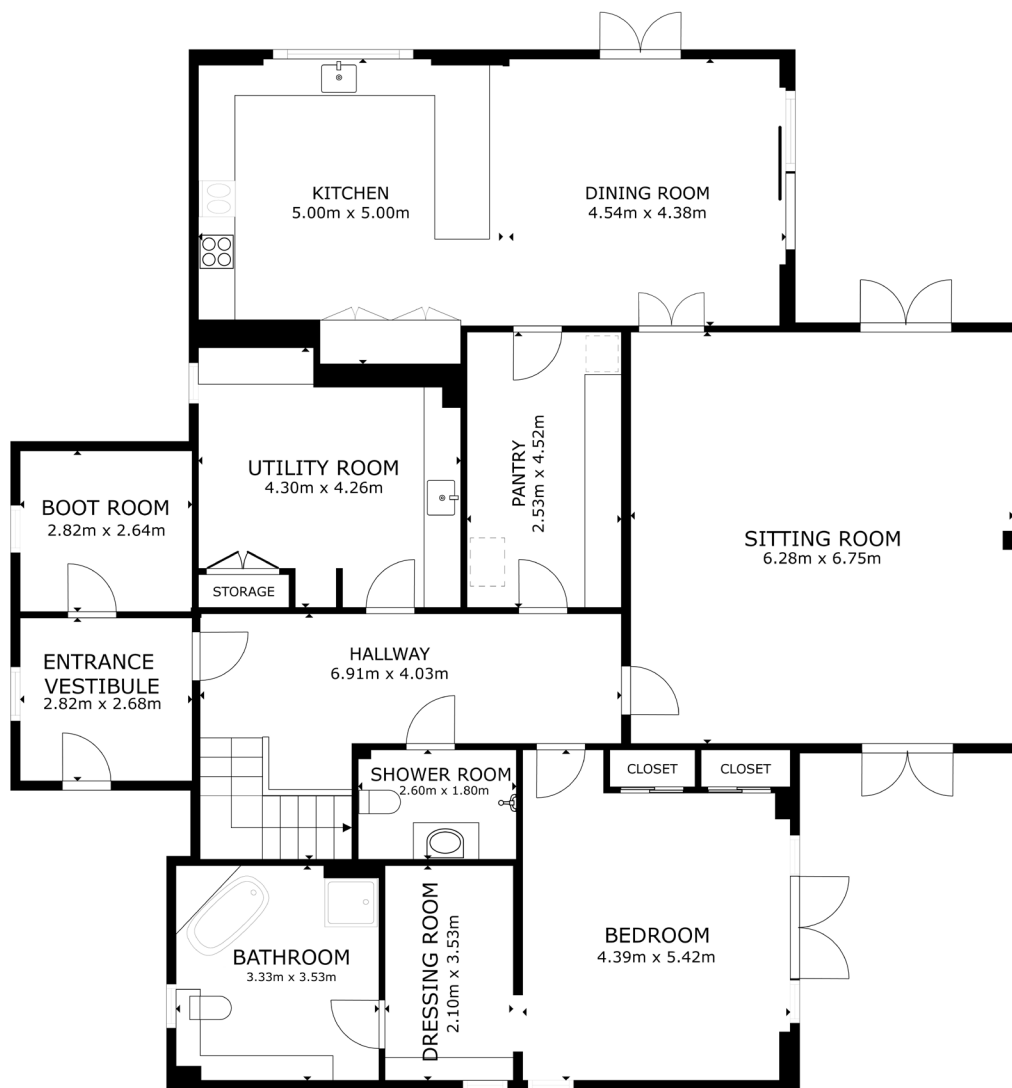 KITCHEN
5.00m x 5.00m
DINING ROOM
4.54m x 4.38m
UTILITY ROOM
4.30m x 4.26m
PANTRY
2.53m x 4.52m
BOOT ROOM
2.82m x 2.64m
SITTING ROOM
6.28m x 6.75m
STORAGE
ENTRANCE
VESTIBULE
2.82m x 2.68m
HALLWAY
6.91m x 4.03m
SHOWER ROOM
2.60m x 1.80m
CLOSET
CLOSET
BATHROOM
3.33m x 3.53m
DRESSING ROOM
2.10m x 3.53m
BEDROOM
4.39m x 5.42m